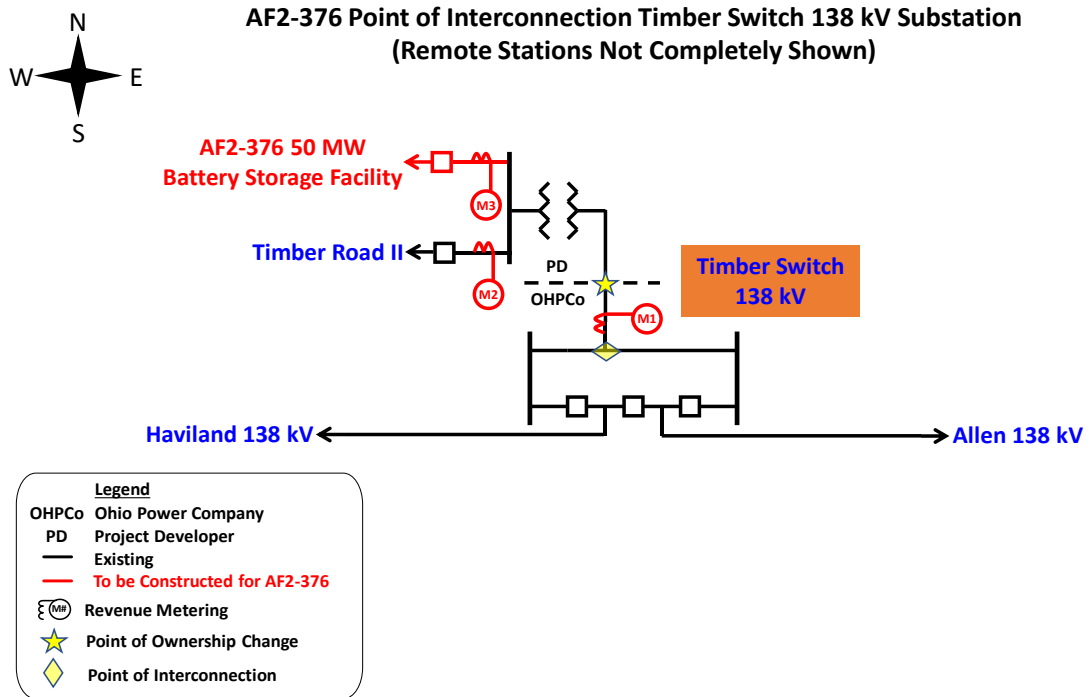 AF2-376 Point of Interconnection Timber Switch 138 kV Substation
(Remote Stations Not Completely Shown)
N
W
E
S
AF2-376 50 MW
Battery Storage Facility
M3
Timber Road II
M2
PD
OHPCo
M1
Timber Switch
138 kV
Haviland 138 kV
Allen 138 kV
Legend
OHPCo Ohio Power Company
PD Project Developer
Existing
To be Constructed for AF2-376
M# Revenue Metering
Point of Ownership Change
Point of Interconnection